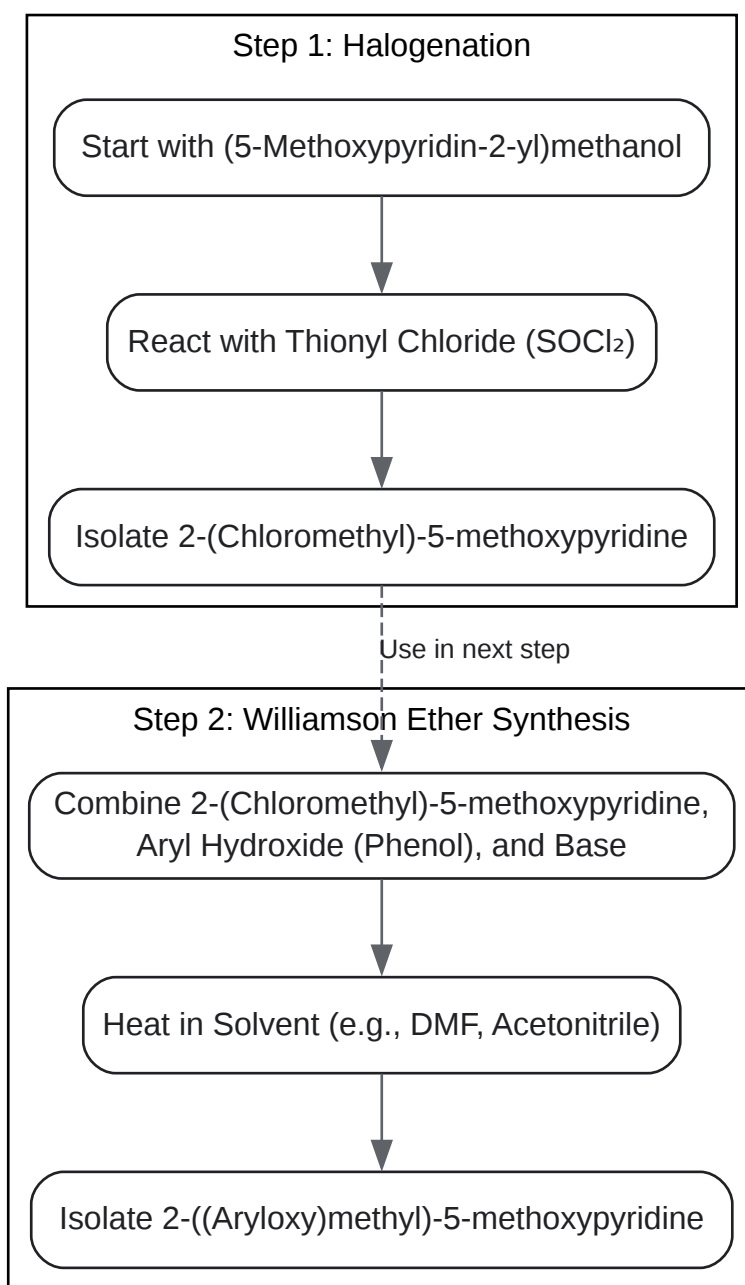 Step 1: Halogenation
Start with (5-Methoxypyridin-2-yl)methanol
React with Thionyl Chloride (SOCl₂)
Isolate 2-(Chloromethyl)-5-methoxypyridine
Use in next step
Step 2: Williamson Ether Synthesis
Combine 2-(Chloromethyl)-5-methoxypyridine,
Aryl Hydroxide (Phenol), and Base
Heat in Solvent (e.g., DMF, Acetonitrile)
Isolate 2-((Aryloxy)methyl)-5-methoxypyridine